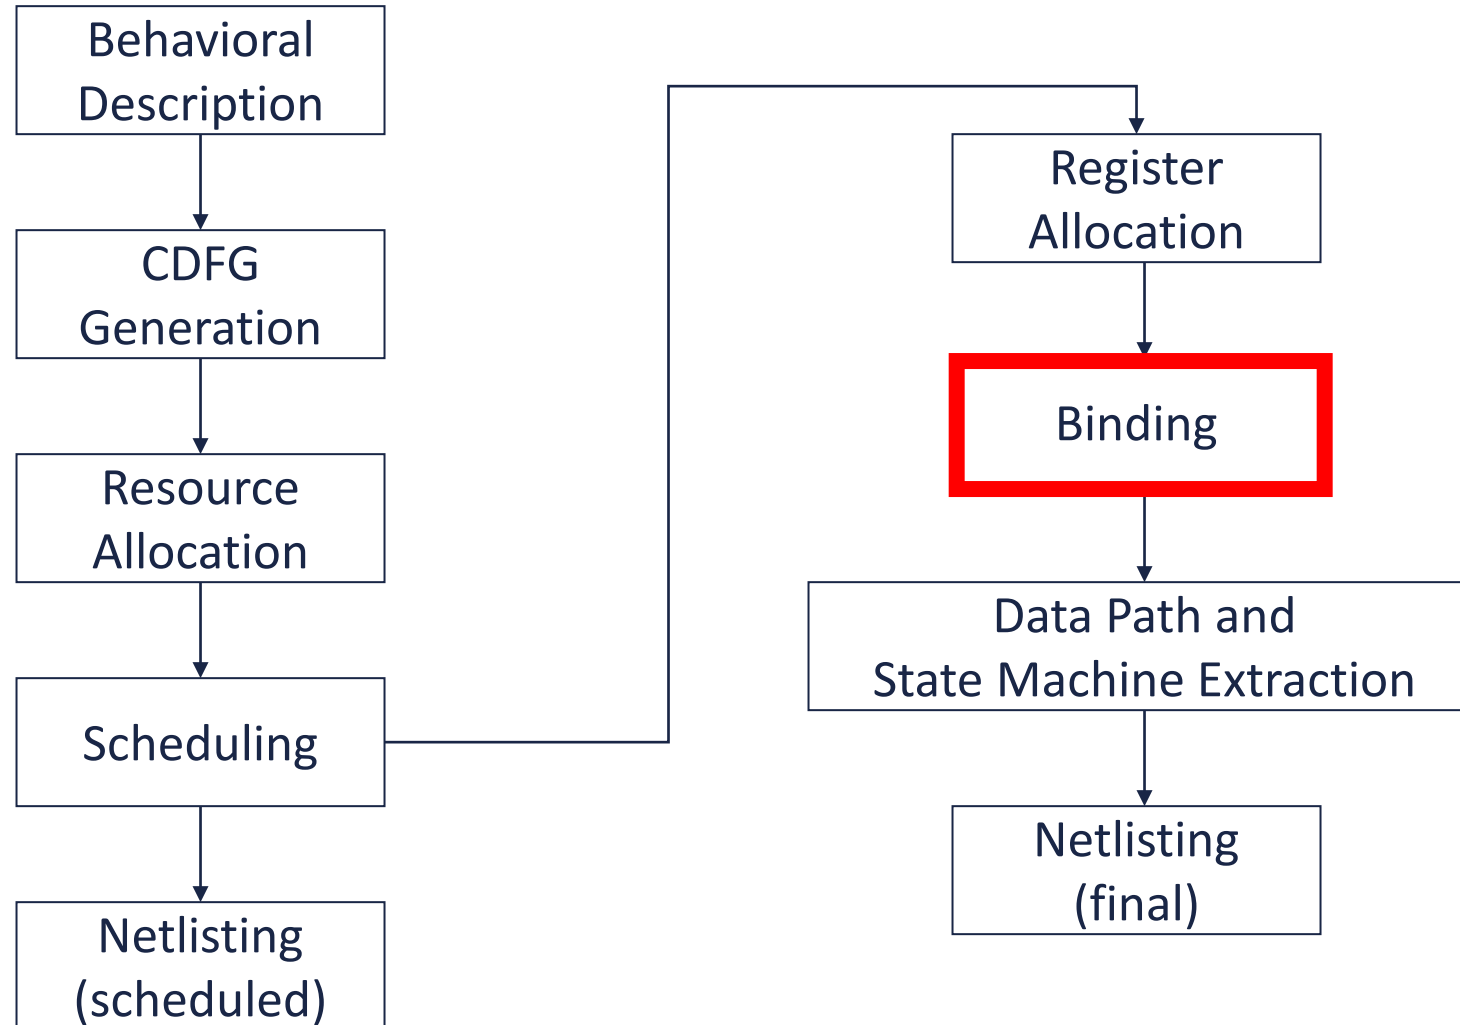 Behavioral
Description
CDFG
Generation
Resource
Allocation
Scheduling
Netlisting
(scheduled)
Register
Allocation
Binding
Data Path and
State Machine Extraction
Netlisting
(final)